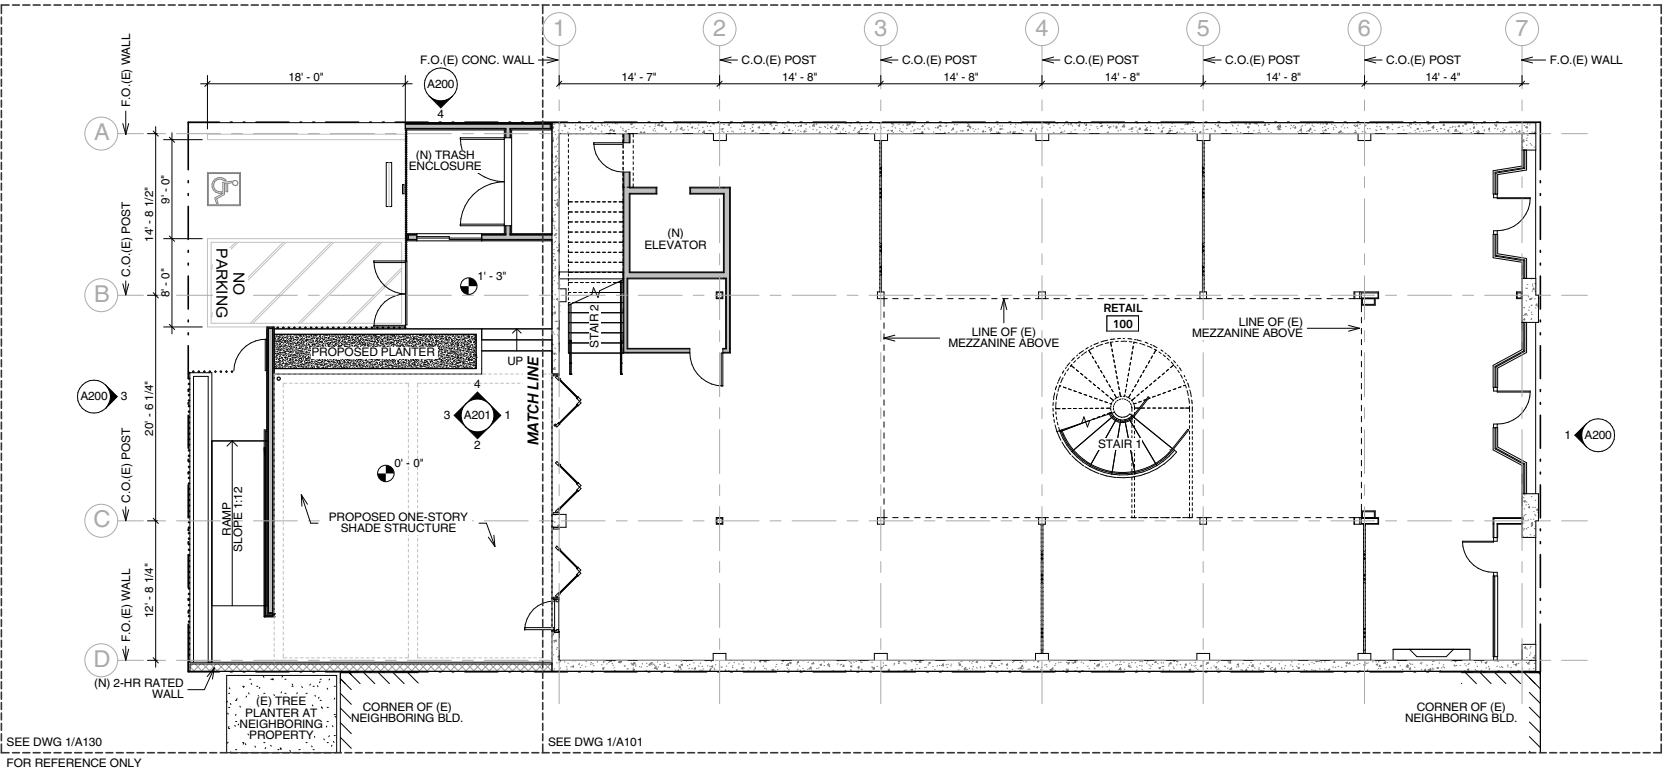 1
2
3
4
5
6
7
F.O.(E) CONC. WALL
C.O.(E) POST
C.O.(E) POST
C.O.(E) POST
C.O.(E) POST
C.O.(E) POST
F.O.(E) WALL
18' - 0"
14' - 7"
14' - 8"
14' - 8"
14' - 8"
14' - 8"
14' - 4"
A200
4
F.O.(E) WALL
A
(N) TRASH
ENCLOSURE
9' - 0"
14' - 8 1/2"
C.O.(E) POST
(N)
ELEVATOR
NO
PARKING
8' - 0"
1' - 3"
B
STAIR 2
RETAIL
100
LINE OF (E)
MEZZANINE ABOVE
LINE OF (E)
MEZZANINE ABOVE
PROPOSED PLANTER
UP
MATCH LINE
A200
3
4
3
A201
1
2
20' - 6 1/4"
STAIR 1
1
A200
0' - 0"
C.O.(E) POST
RAMP
SLOPE 1:12
PROPOSED ONE-STORY
SHADE STRUCTURE
C
12' - 8 1/4"
F.O.(E) WALL
D
(N) 2-HR RATED
WALL
(E) TREE
PLANTER AT
NEIGHBORING
PROPERTY
CORNER OF (E)
NEIGHBORING BLD.
CORNER OF (E)
NEIGHBORING BLD.
SEE DWG 1/A130
SEE DWG 1/A101
FOR REFERENCE ONLY